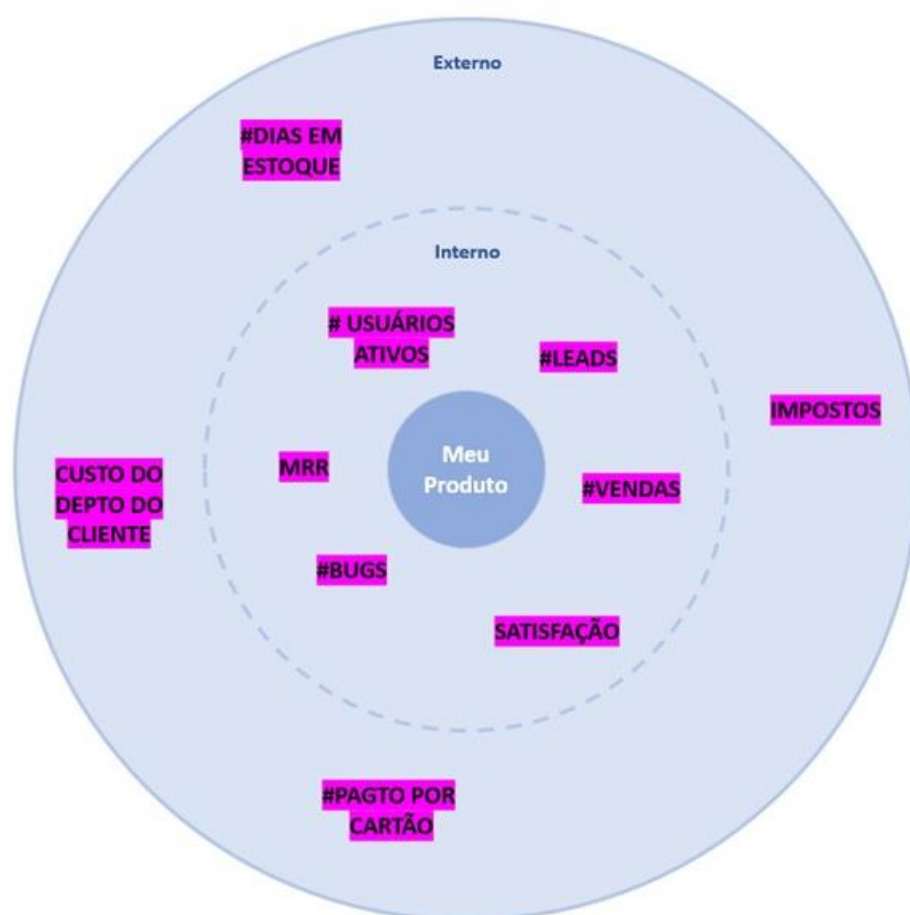 Externo
#DIAS EM
ESTOQUE
Interno
# USUÁRIOS
ATIVOS
#LEADS
IMPOSTOS
Meu
Produto
MRR
#VENDAS
CUSTO DO
DEPTO DO
CLIENTE
#BUGS
SATISFAÇÃO
#PAGTO POR
CARTÃO